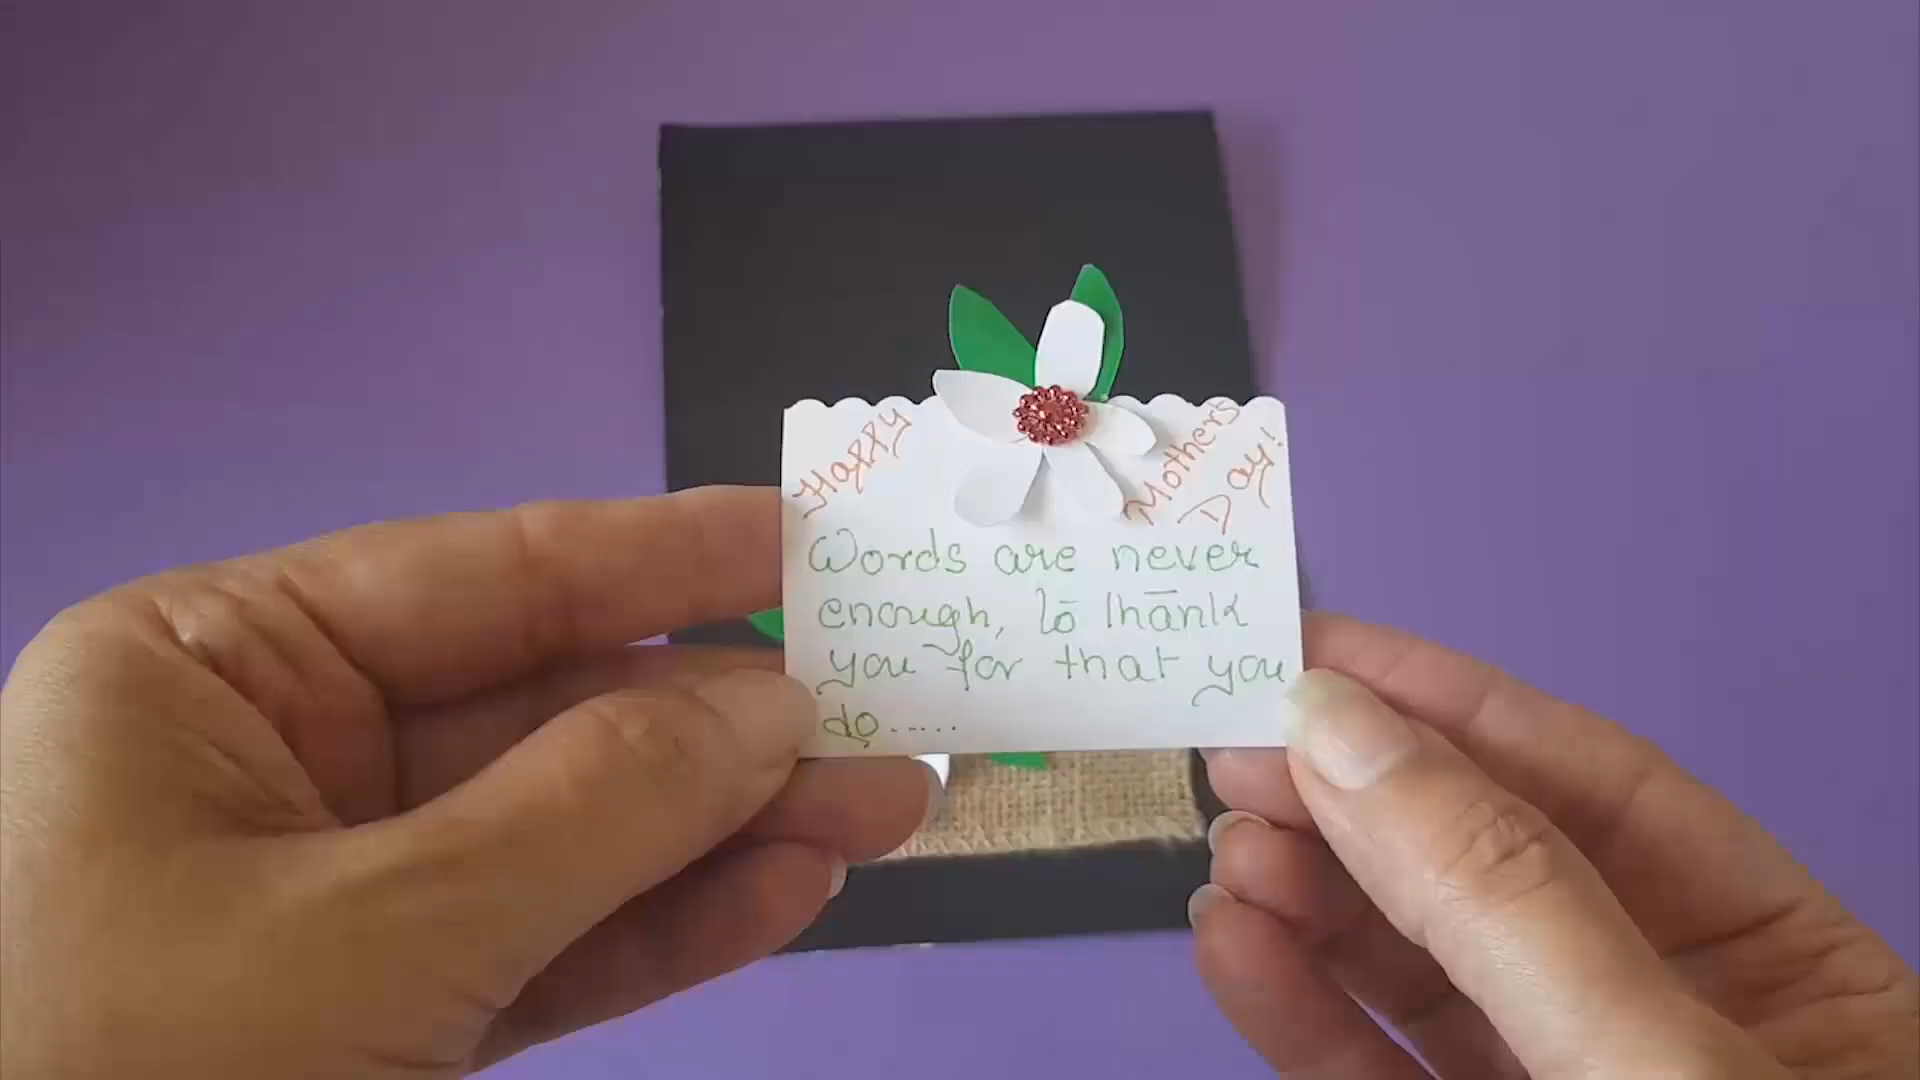 Happy
Mothers
Day!
Words are never
enough, to thank
you for that you
do.....